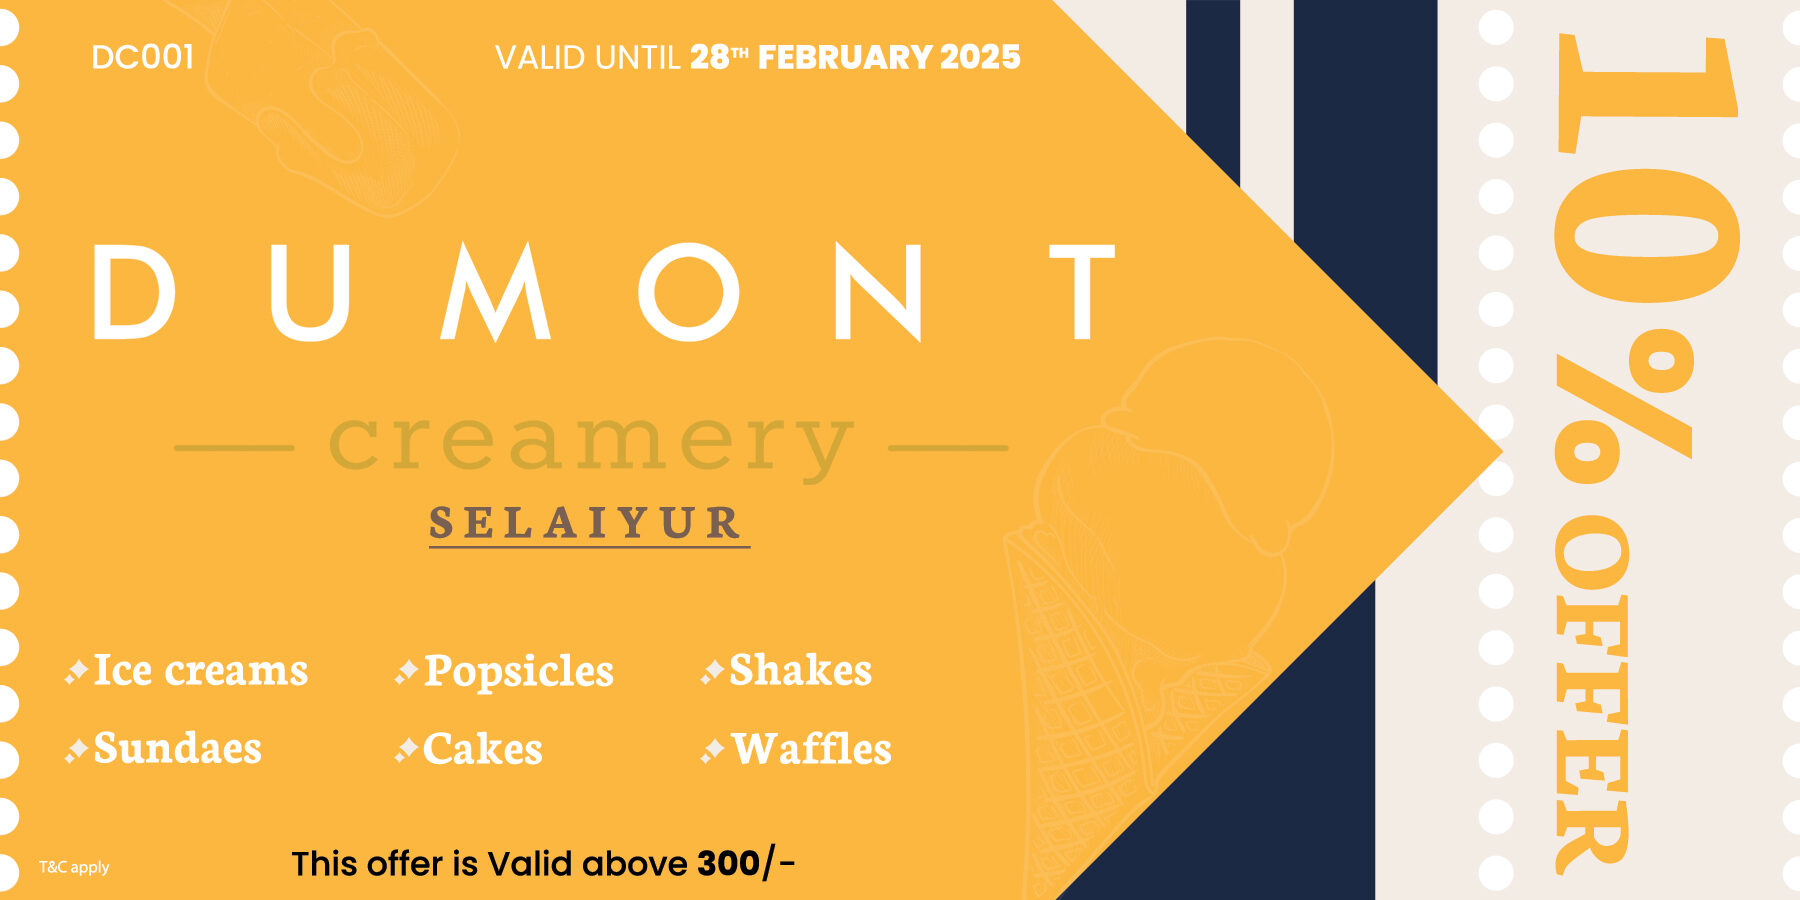 DC001
VALID UNTIL 28TH FEBRUARY 2025
DUMONT
creamery
SELAIYUR
Ice creams
Popsicles
Shakes
Sundaes
Cakes
Waffles
T&C apply
This offer is Valid above 300/-
10% OFFER